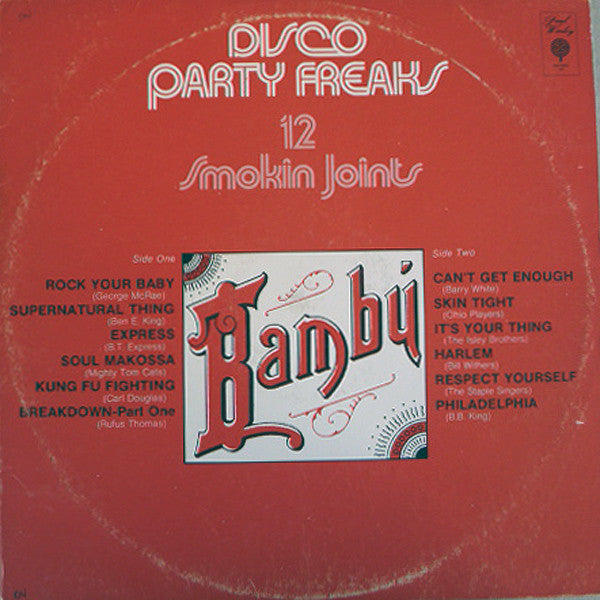 DISCO
PARTY FREAKS
12
Smokin Joints
Side One
ROCK YOUR BABY
(George McRae)
SUPERNATURAL THING
(Ben E. King)
EXPRESS
(B.T. Express)
SOUL MAKOSSA
(Mighty Tom Cats)
KUNG FU FIGHTING
(Carl Douglas)
BREAKDOWN-Part One
(Rufus Thomas)
Bambú
Side Two
CAN'T GET ENOUGH
(Barry White)
SKIN TIGHT
(Ohio Players)
IT'S YOUR THING
(The Isley Brothers)
HARLEM
(Bill Withers)
RESPECT YOURSELF
(The Staple Singers)
PHILADELPHIA
(B.B. King)